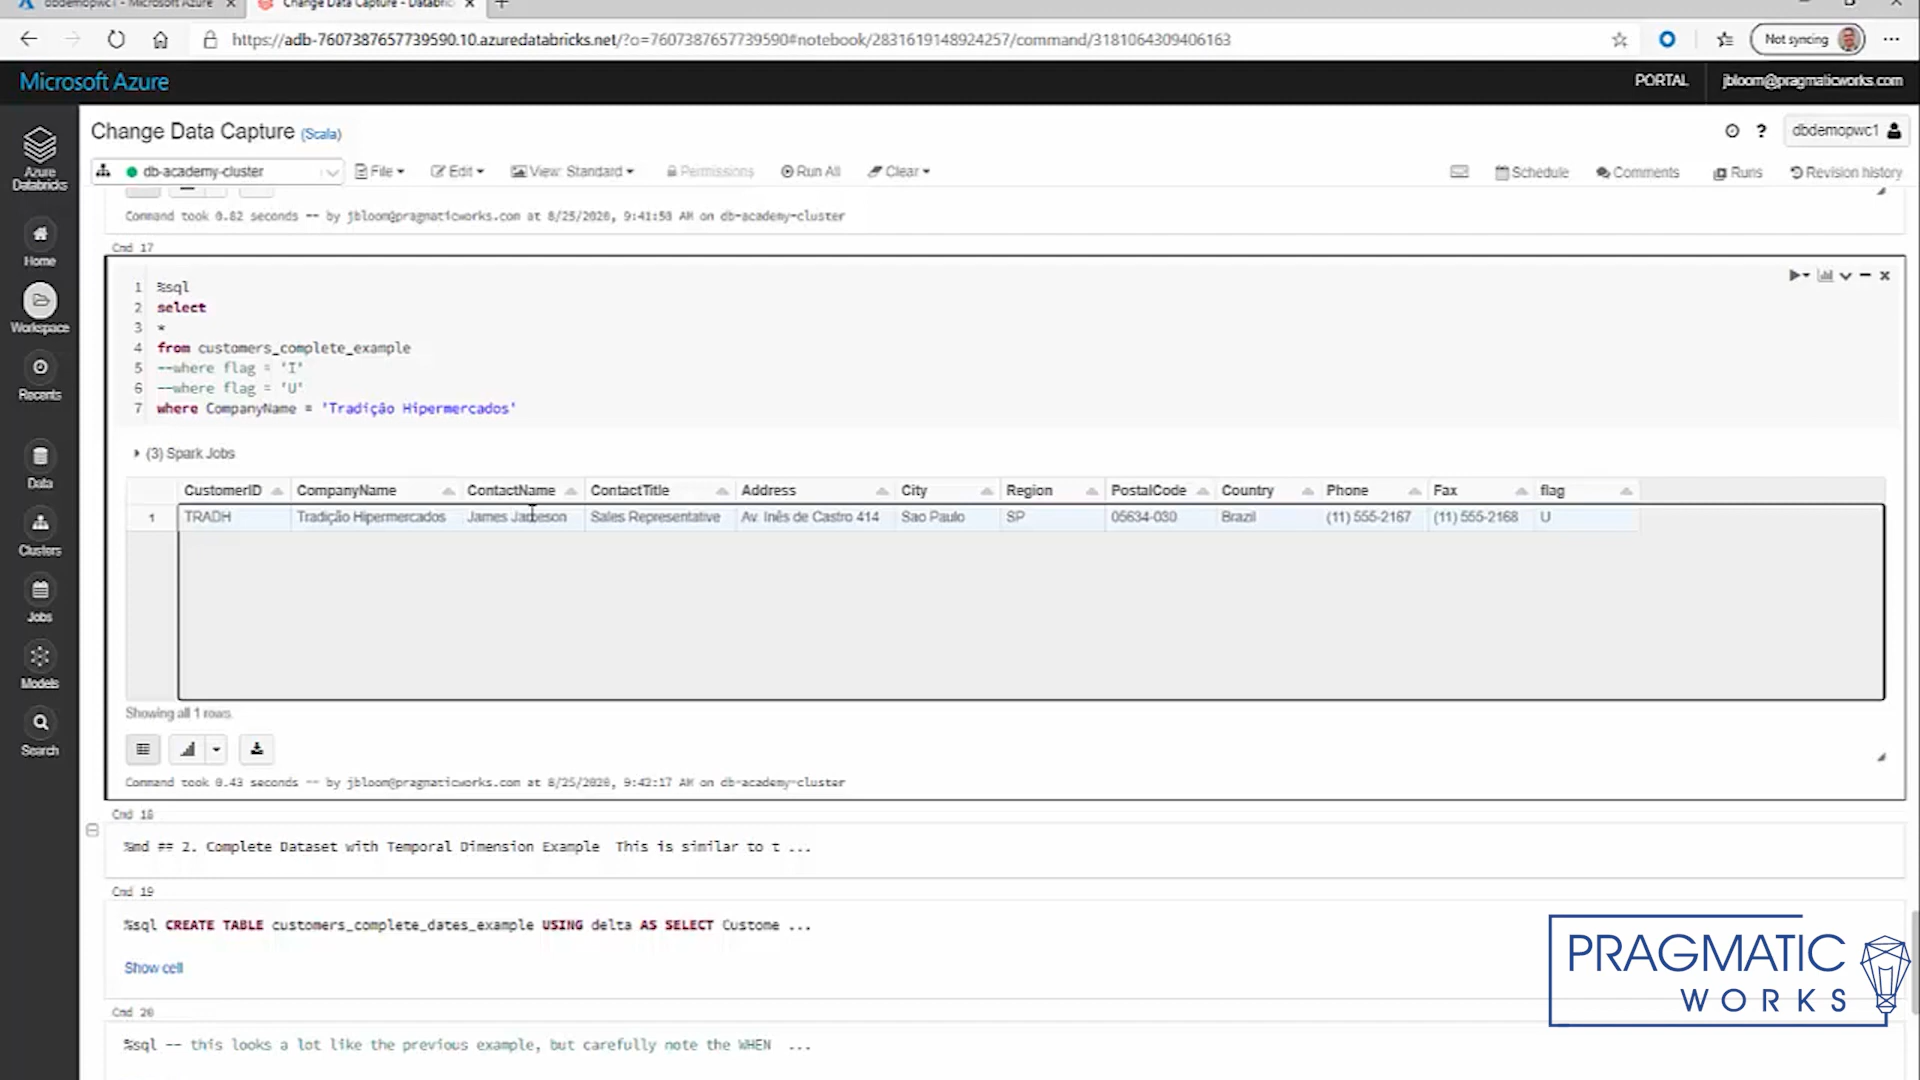 dbdemopwc1 - Microsoft Azure
Change Data Capture - Databric
https://adb-7607387657739590.10.azuredatabricks.net/?o=7607387657739590#notebook/2831619148924257/command/3181064309406163
Not syncing
Microsoft Azure
PORTAL
jbloom@pragmaticworks.com
Change Data Capture (Scala)
dbdemopwc1
db-academy-cluster
File
Edit
View: Standard
Permissions
Run All
Clear
Schedule
Comments
Runs
Revision history
Azure
Databricks
Home
Workspace
Recents
Data
Clusters
Jobs
Models
Search
Command took 0.82 seconds -- by jbloom@pragmaticworks.com at 8/25/2020, 9:41:50 AM on db-academy-cluster
Cmd 17
1 %sql
2 select
3 *
4 from customers_complete_example
5 --where flag = 'I'
6 --where flag = 'U'
7 where CompanyName = 'Tradição Hipermercados'
(3) Spark Jobs
CustomerID CompanyName ContactName ContactTitle Address City Region PostalCode Country Phone Fax flag
1 TRADH Tradição Hipermercados James Jameson Sales Representative Av. Inês de Castro 414 Sao Paulo SP 05634-030 Brazil (11) 555-2167 (11) 555-2168 U
Showing all 1 rows.
Command took 0.43 seconds -- by jbloom@pragmaticworks.com at 8/25/2020, 9:42:17 AM on db-academy-cluster
Cmd 18
%md ## 2. Complete Dataset with Temporal Dimension Example This is similar to t ...
Cmd 19
%sql CREATE TABLE customers_complete_dates_example USING delta AS SELECT Custome ...
Show cell
Cmd 20
%sql -- this looks a lot like the previous example, but carefully note the WHEN ...
PRAGMATIC
WORKS